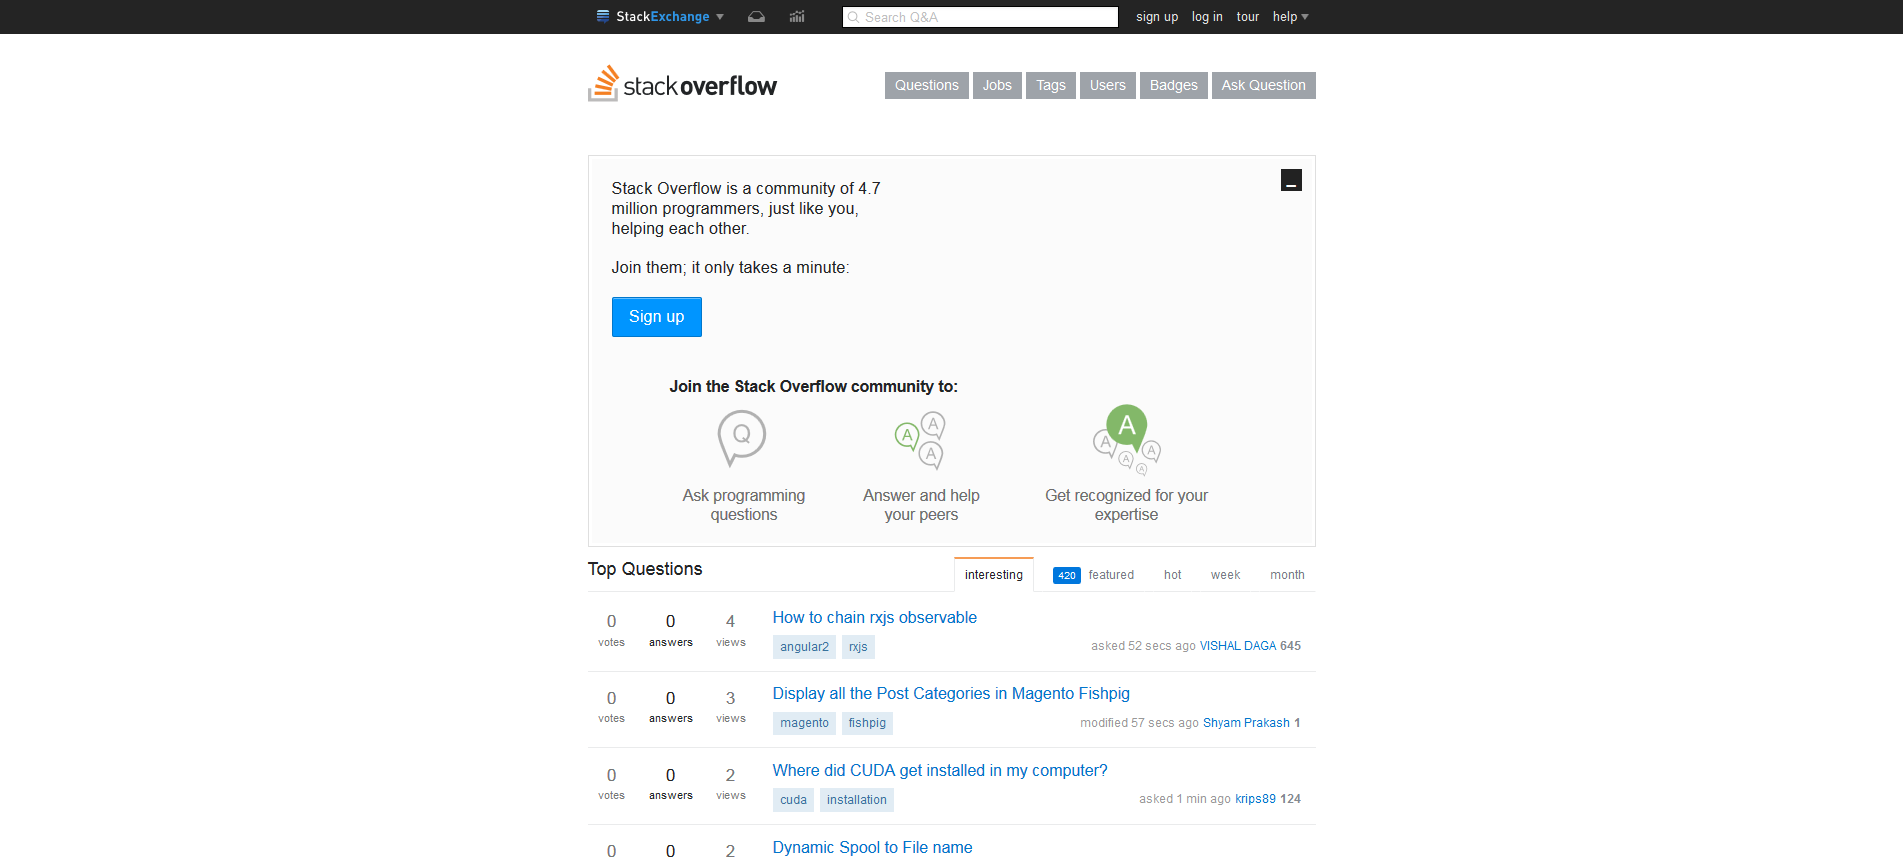 StackExchange
Search Q&A
sign up log in tour help
stackoverflow
Questions Jobs Tags Users Badges Ask Question
Stack Overflow is a community of 4.7
million programmers, just like you,
helping each other.
Join them; it only takes a minute:
Sign up
Join the Stack Overflow community to:
Q
A A A
A A A A A
Ask programming
questions
Answer and help
your peers
Get recognized for your
expertise
Top Questions
interesting 420 featured hot week month
0 votes 0 answers 4 views
How to chain rxjs observable
angular2 rxjs
asked 52 secs ago VISHAL DAGA 645
0 votes 0 answers 3 views
Display all the Post Categories in Magento Fishpig
magento fishpig
modified 57 secs ago Shyam Prakash 1
0 votes 0 answers 2 views
Where did CUDA get installed in my computer?
cuda installation
asked 1 min ago krips89 124
0 0 2
Dynamic Spool to File name